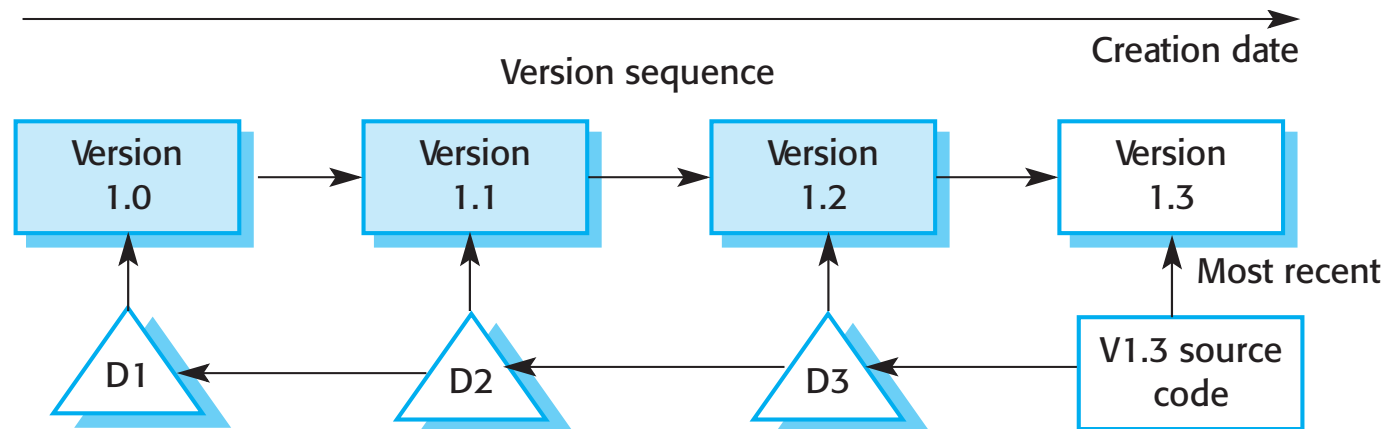 Creation date
Version sequence
Version
1.0
Version
1.1
Version
1.2
Version
1.3
Most recent
D1
D2
D3
V1.3 source
code